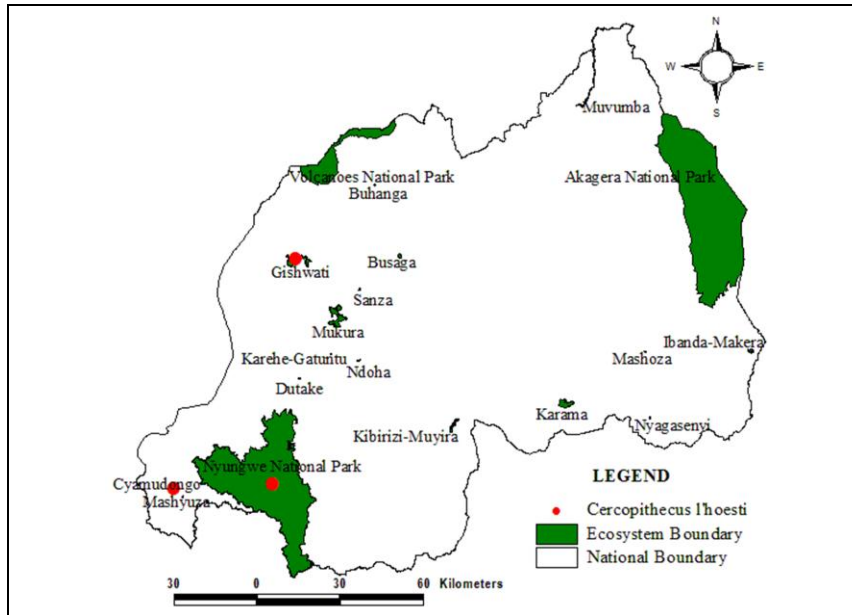 N
W E
S
Muvumba
Volcanoes National Park
Akagera National Park
Buhanga
Busaga
Gishwati
Sanza
Mukura
Ibanda-Makera
Karehe-Gatuntu
Mashoza
Ndoha
Dutake
Karama
Nyagasenyi
Kibirizi-Muyira
Nyungwe National Park
Cyamudongo
Mashyuza
LEGEND
Cercopithecus l'hoesti
Ecosystem Boundary
National Boundary
30 0 30 60 Kilometers